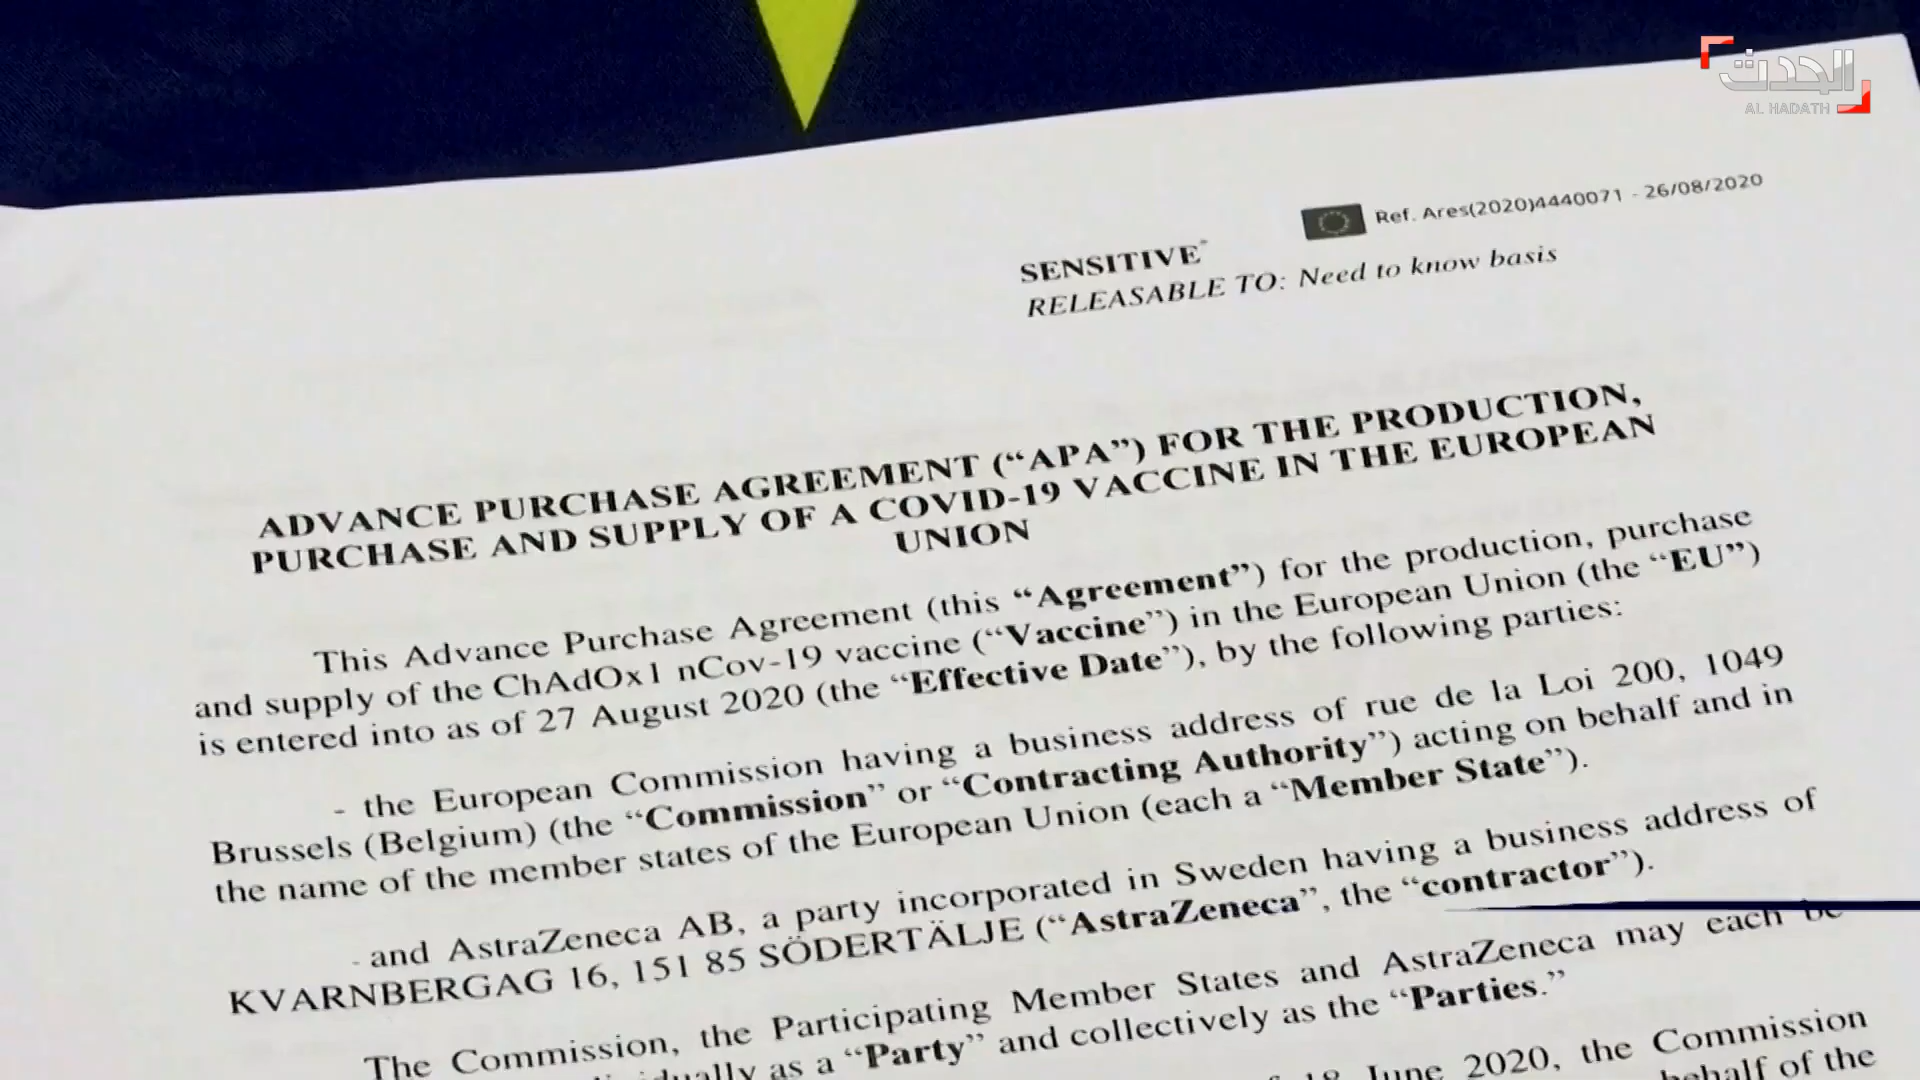 الحدث
AL HADATH
Ref. Ares(2020)4440071 - 26/08/2020
SENSITIVE*
RELEASABLE TO: Need to know basis
ADVANCE PURCHASE AGREEMENT (“APA”) FOR THE PRODUCTION,
PURCHASE AND SUPPLY OF A COVID-19 VACCINE IN THE EUROPEAN
UNION
This Advance Purchase Agreement (this “Agreement”) for the production, purchase
and supply of the ChAdOx1 nCov-19 vaccine (“Vaccine”) in the European Union (the “EU”)
is entered into as of 27 August 2020 (the “Effective Date”), by the following parties:
- the European Commission having a business address of rue de la Loi 200, 1049
Brussels (Belgium) (the “Commission” or “Contracting Authority”) acting on behalf and in
the name of the member states of the European Union (each a “Member State”).
- and AstraZeneca AB, a party incorporated in Sweden having a business address of
KVARNBERGAG 16, 151 85 SÖDERTÄLJE (“AstraZeneca”, the “contractor”).
The Commission, the Participating Member States and AstraZeneca may each be
as a “Party” and collectively as the “Parties.”
18 June 2020, the Commission
behalf of the